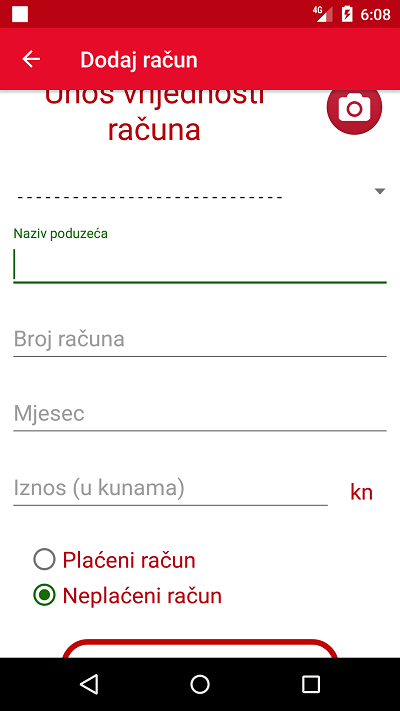 4G 6:08
Dodaj račun
Unos vrijednosti
računa
-----------------------------
Naziv poduzeća
Broj računa
Mjesec
Iznos (u kunama) kn
Plaćeni račun
Neplaćeni račun